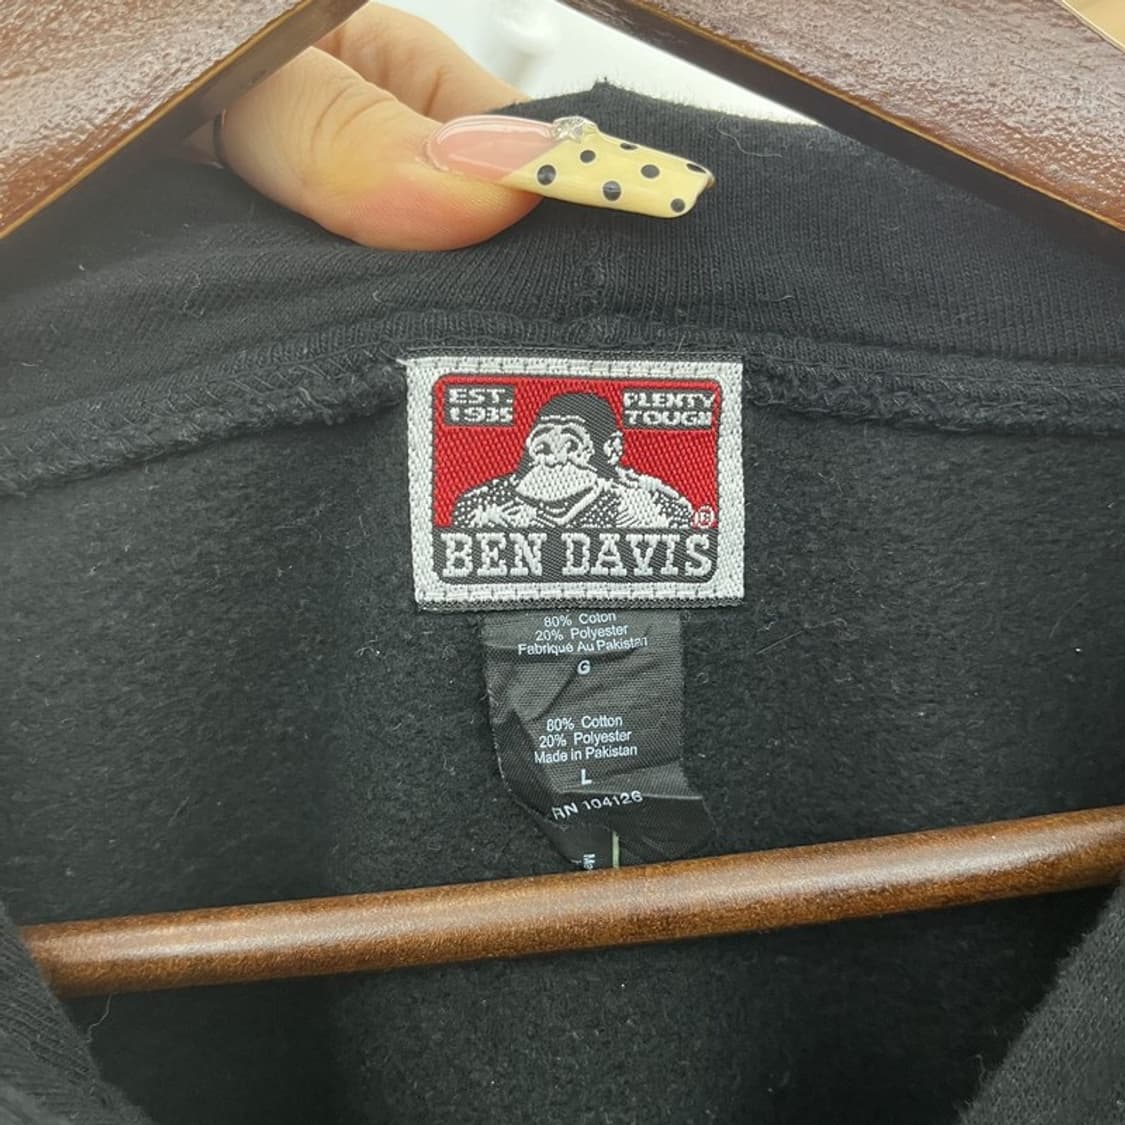 EST. 1935
PLENTY TOUGH
®
BEN DAVIS
80% Coton
20% Polyester
Fabriqué Au Pakistan
G
80% Cotton
20% Polyester
Made in Pakistan
L
RN 104126